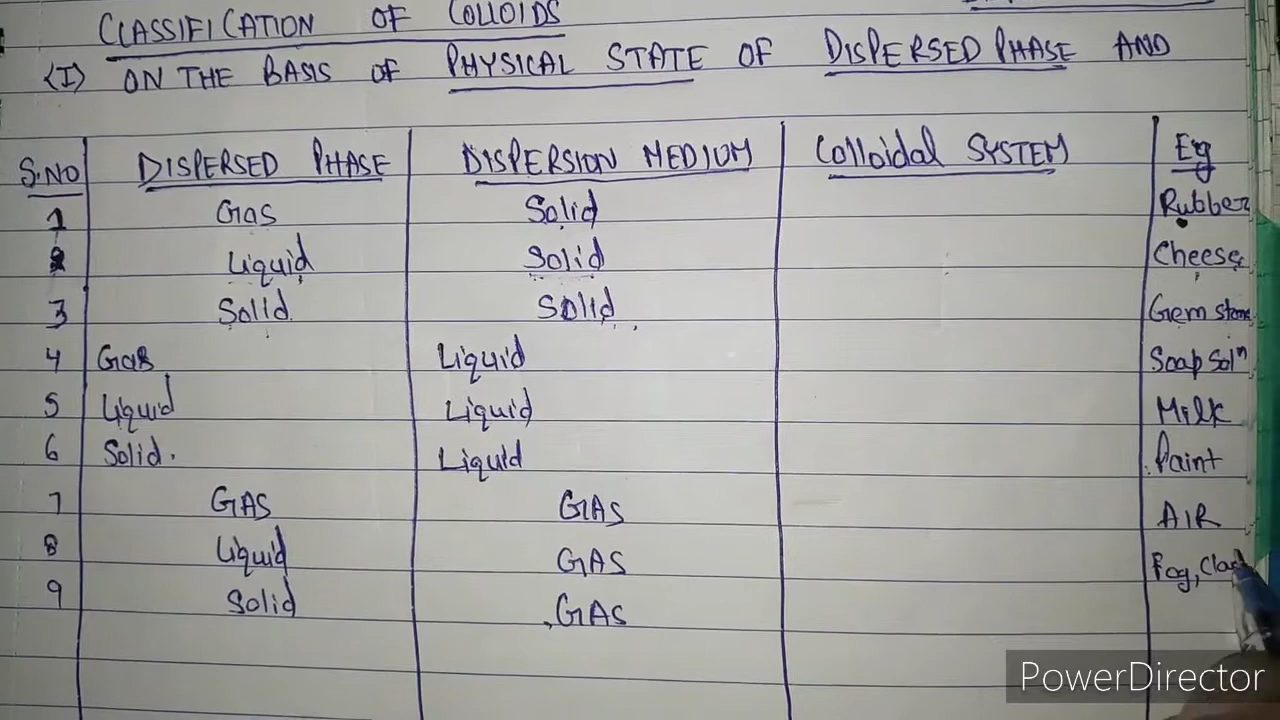 CLASSIFICATION OF COLLOIDS
(I) ON THE BASIS OF PHYSICAL STATE OF DISPERSED PHASE AND
S.NO DISPERSED PHASE DISPERSION MEDIUM Colloidal SYSTEM Eg
1 Gas Solid Rubber
2 Liquid Solid Cheese
3 Solid Solid Gem stone
4 Gas Liquid Soap Solⁿ
5 Liquid Liquid Milk
6 Solid. Liquid Paint
7 GAS GAS AIR
8 Liquid GAS Fog,
9 Solid GAS
PowerDirector